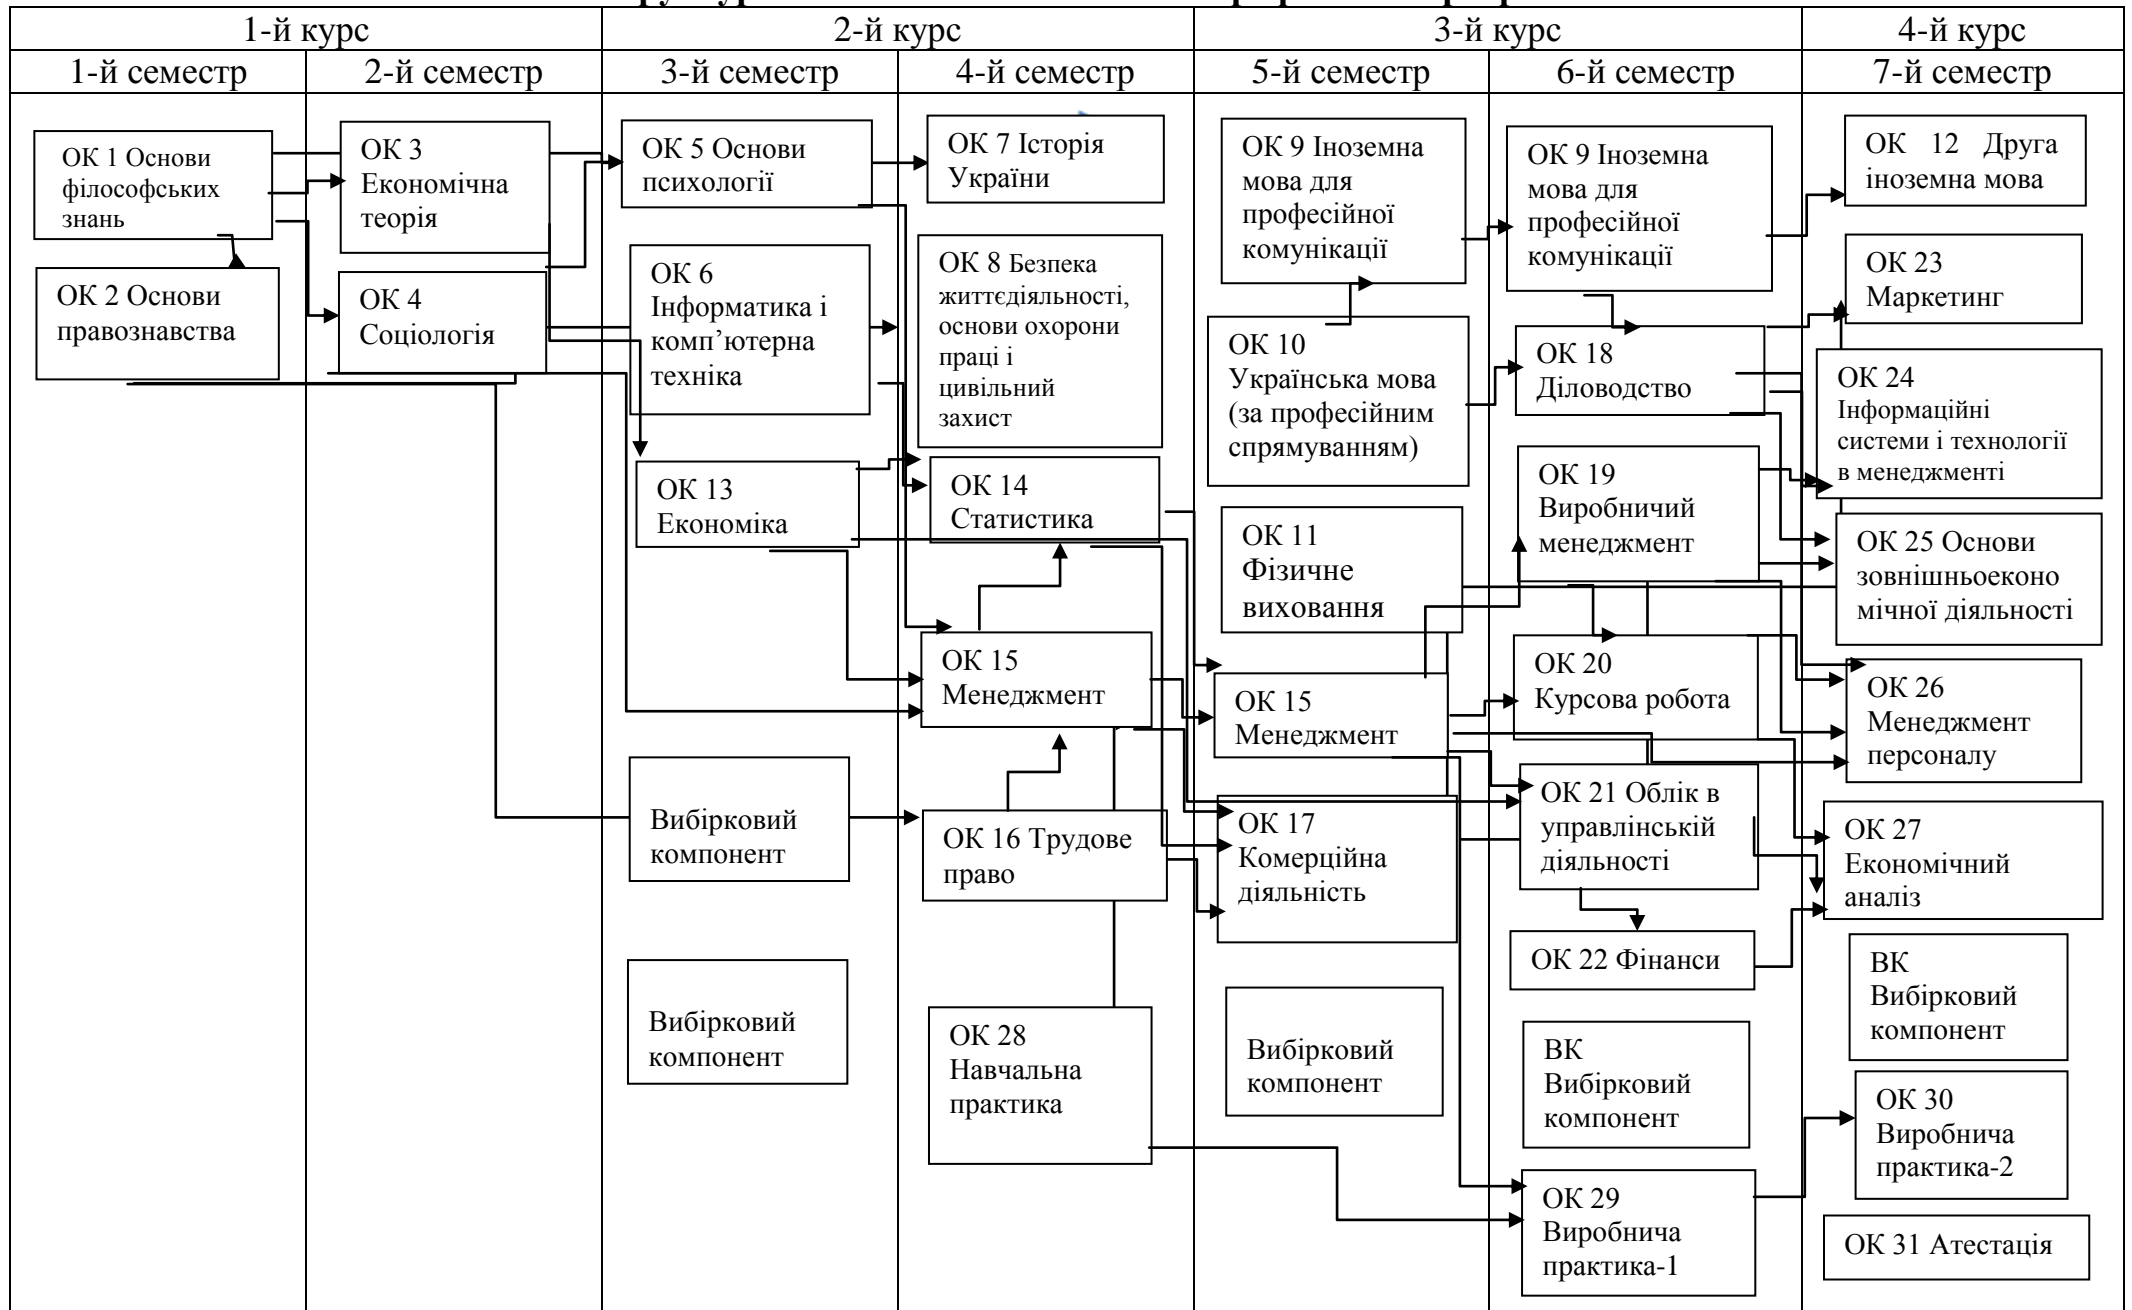 1-й курс
2-й курс
3-й курс
4-й курс
1-й семестр
2-й семестр
3-й семестр
4-й семестр
5-й семестр
6-й семестр
7-й семестр
ОК 1 Основи
філософських
знань
ОК 2 Основи
правознавства
ОК 3
Економічна
теорія
ОК 4
Соціологія
ОК 5 Основи
психології
ОК 6
Інформатика і
комп’ютерна
техніка
ОК 13
Економіка
Вибірковий
компонент
Вибірковий
компонент
ОК 7 Історія
України
ОК 8 Безпека
життєдіяльності,
основи охорони
праці і
цивільний
захист
ОК 14
Статистика
ОК 15
Менеджмент
ОК 16 Трудове
право
ОК 28
Навчальна
практика
ОК 9 Іноземна
мова для
професійної
комунікації
ОК 10
Українська мова
(за професійним
спрямуванням)
ОК 11
Фізичне
виховання
ОК 15
Менеджмент
ОК 17
Комерційна
діяльність
Вибірковий
компонент
ОК 9 Іноземна
мова для
професійної
комунікації
ОК 18
Діловодство
ОК 19
Виробничий
менеджмент
ОК 20
Курсова робота
ОК 21 Облік в
управлінській
діяльності
ОК 22 Фінанси
ВК
Вибірковий
компонент
ОК 29
Виробнича
практика-1
ОК 12 Друга
іноземна мова
ОК 23
Маркетинг
ОК 24
Інформаційні
системи і технології
в менеджменті
ОК 25 Основи
зовнішньоеконо
мічної діяльності
ОК 26
Менеджмент
персоналу
ОК 27
Економічний
аналіз
ВК
Вибірковий
компонент
ОК 30
Виробнича
практика-2
ОК 31 Атестація